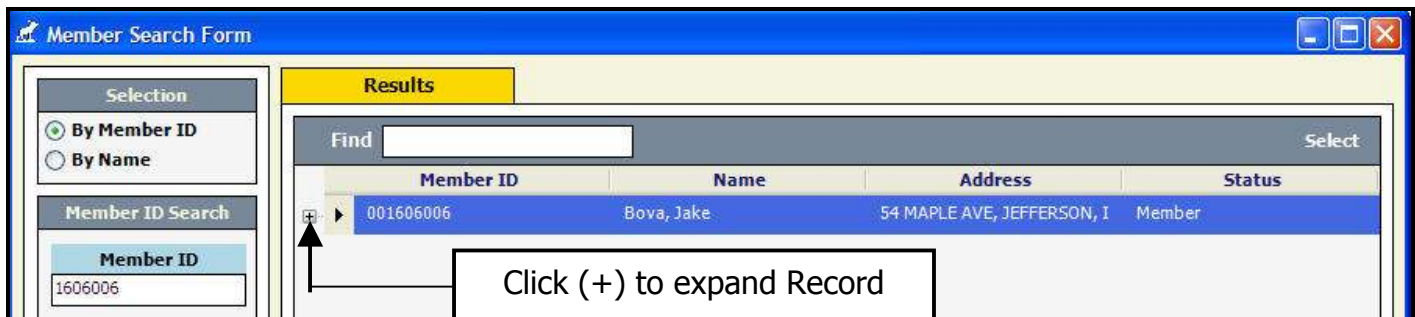 Member Search Form
Selection
By Member ID
By Name
Member ID Search
Member ID
1606006
Results
Find
Select
Member ID Name Address Status
001606006 Bova, Jake 54 MAPLE AVE, JEFFERSON, I Member
Click (+) to expand Record